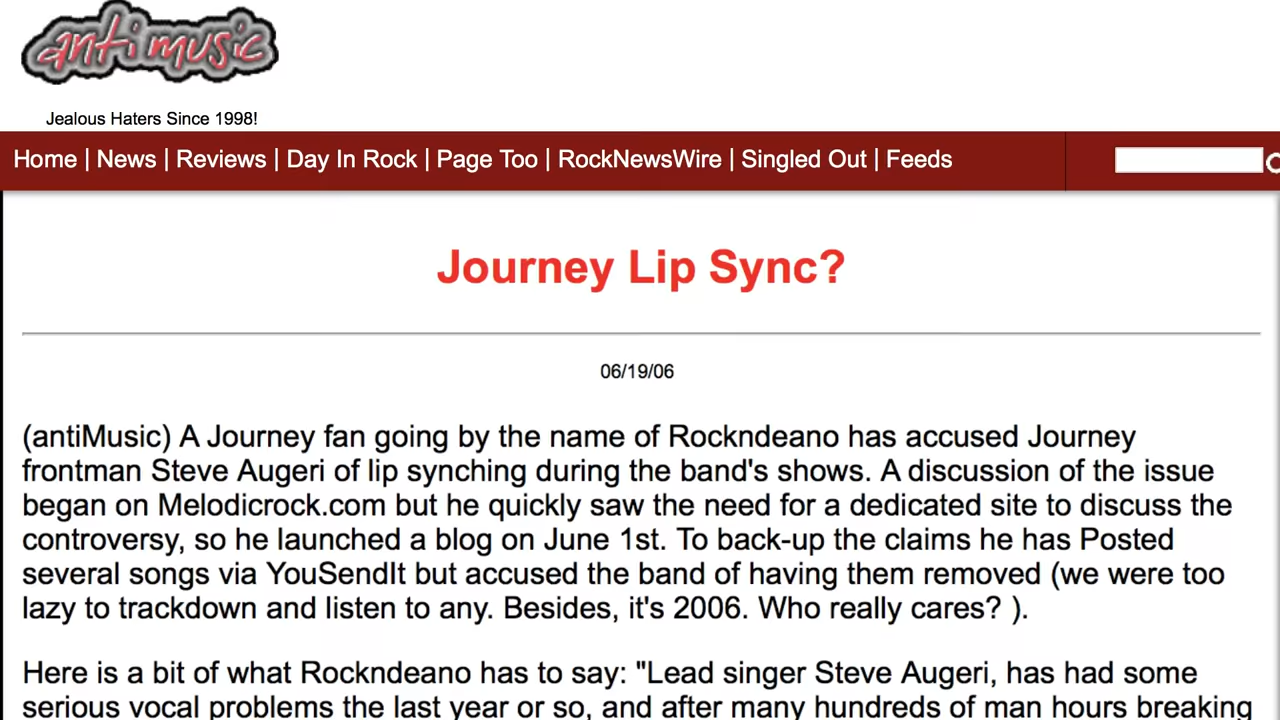 anti music
Jealous Haters Since 1998!
Home | News | Reviews | Day In Rock | Page Too | RockNewsWire | Singled Out | Feeds
Journey Lip Sync?
06/19/06
(antiMusic) A Journey fan going by the name of Rockndeano has accused Journey
frontman Steve Augeri of lip synching during the band's shows. A discussion of the issue
began on Melodicrock.com but he quickly saw the need for a dedicated site to discuss the
controversy, so he launched a blog on June 1st. To back-up the claims he has Posted
several songs via YouSendIt but accused the band of having them removed (we were too
lazy to trackdown and listen to any. Besides, it's 2006. Who really cares? ).
Here is a bit of what Rockndeano has to say: "Lead singer Steve Augeri, has had some
serious vocal problems the last year or so, and after many hundreds of man hours breaking